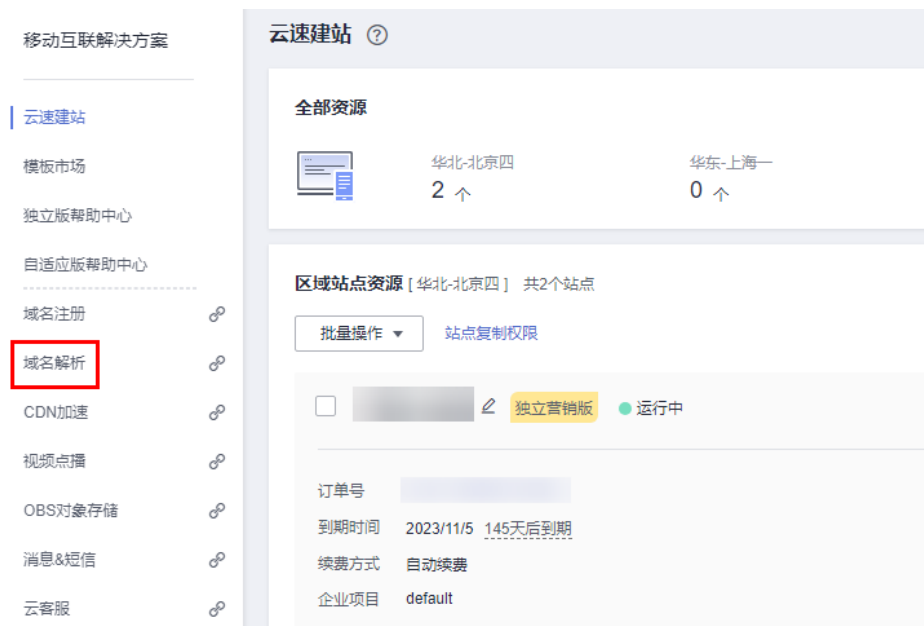 移动互联解决方案
云速建站
模板市场
独立版帮助中心
自适应版帮助中心
域名注册
域名解析
CDN加速
视频点播
OBS对象存储
消息&短信
云客服
云速建站 ?
全部资源
华北-北京四
2 个
华东-上海一
0 个
区域站点资源 [ 华北-北京四 ] 共2个站点
批量操作 站点复制权限
独立营销版 运行中
订单号
到期时间 2023/11/5 145天后到期
续费方式 自动续费
企业项目 default